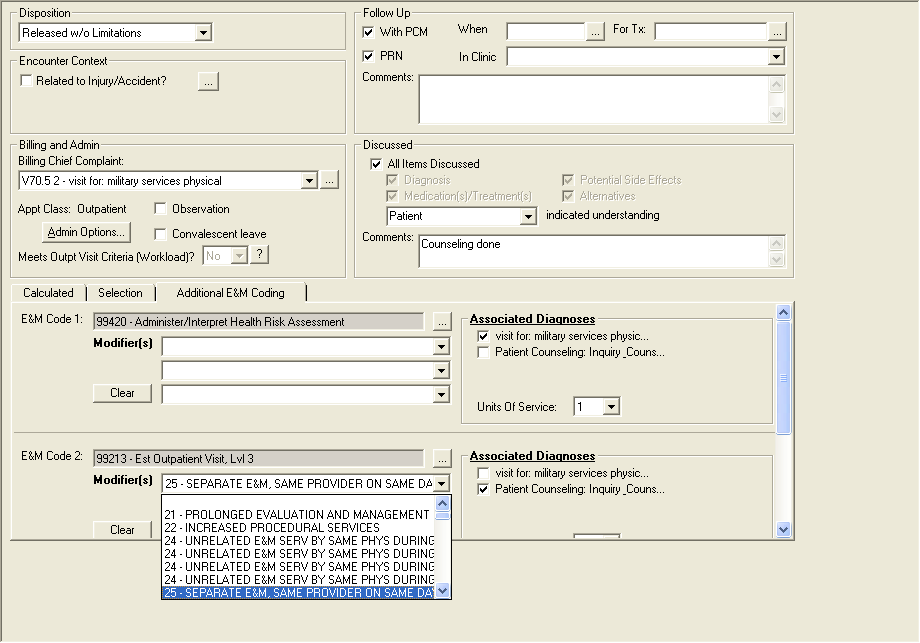 Disposition
Released w/o Limitations
Encounter Context
Related to Injury/Accident?
...
Follow Up
With PCM
When
...
For Tx:
...
PRN
In Clinic
Comments:
Billing and Admin
Billing Chief Complaint:
V70.5 2 - visit for: military services physical
...
Appt Class: Outpatient
Observation
Admin Options...
Convalescent leave
Meets Outpt Visit Criteria (Workload)?
No
?
Discussed
All Items Discussed
Diagnosis
Potential Side Effects
Medication(s)/Treatment(s)
Alternatives
Patient
indicated understanding
Comments:
Counseling done
Calculated
Selection
Additional E&M Coding
E&M Code 1:
99420 - Administer/Interpret Health Risk Assessment
...
Modifier(s)
Clear
Associated Diagnoses
visit for: military services physic...
Patient Counseling: Inquiry _Couns...
Units Of Service:
1
E&M Code 2:
99213 - Est Outpatient Visit, Lvl 3
...
Modifier(s)
25 - SEPARATE E&M, SAME PROVIDER ON SAME DA
Clear
21 - PROLONGED EVALUATION AND MANAGEMENT
22 - INCREASED PROCEDURAL SERVICES
24 - UNRELATED E&M SERV BY SAME PHYS DURING
24 - UNRELATED E&M SERV BY SAME PHYS DURING
24 - UNRELATED E&M SERV BY SAME PHYS DURING
24 - UNRELATED E&M SERV BY SAME PHYS DURING
25 - SEPARATE E&M, SAME PROVIDER ON SAME DAY
Associated Diagnoses
visit for: military services physic...
Patient Counseling: Inquiry _Couns...